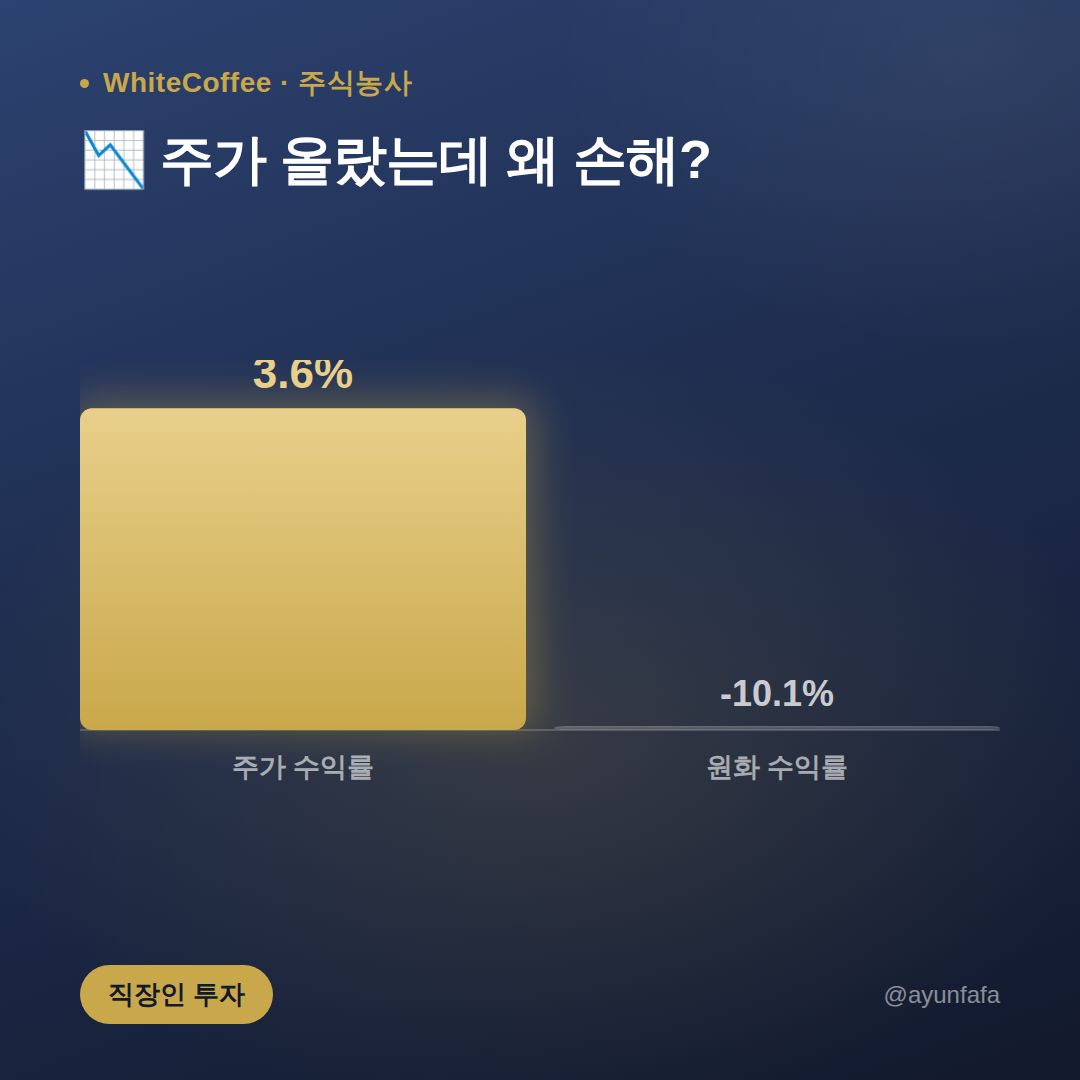 WhiteCoffee · 주식농사
주가 올랐는데 왜 손해?
3.6%
-10.1%
주가 수익률
원화 수익률
직장인 투자
@ayunfafa